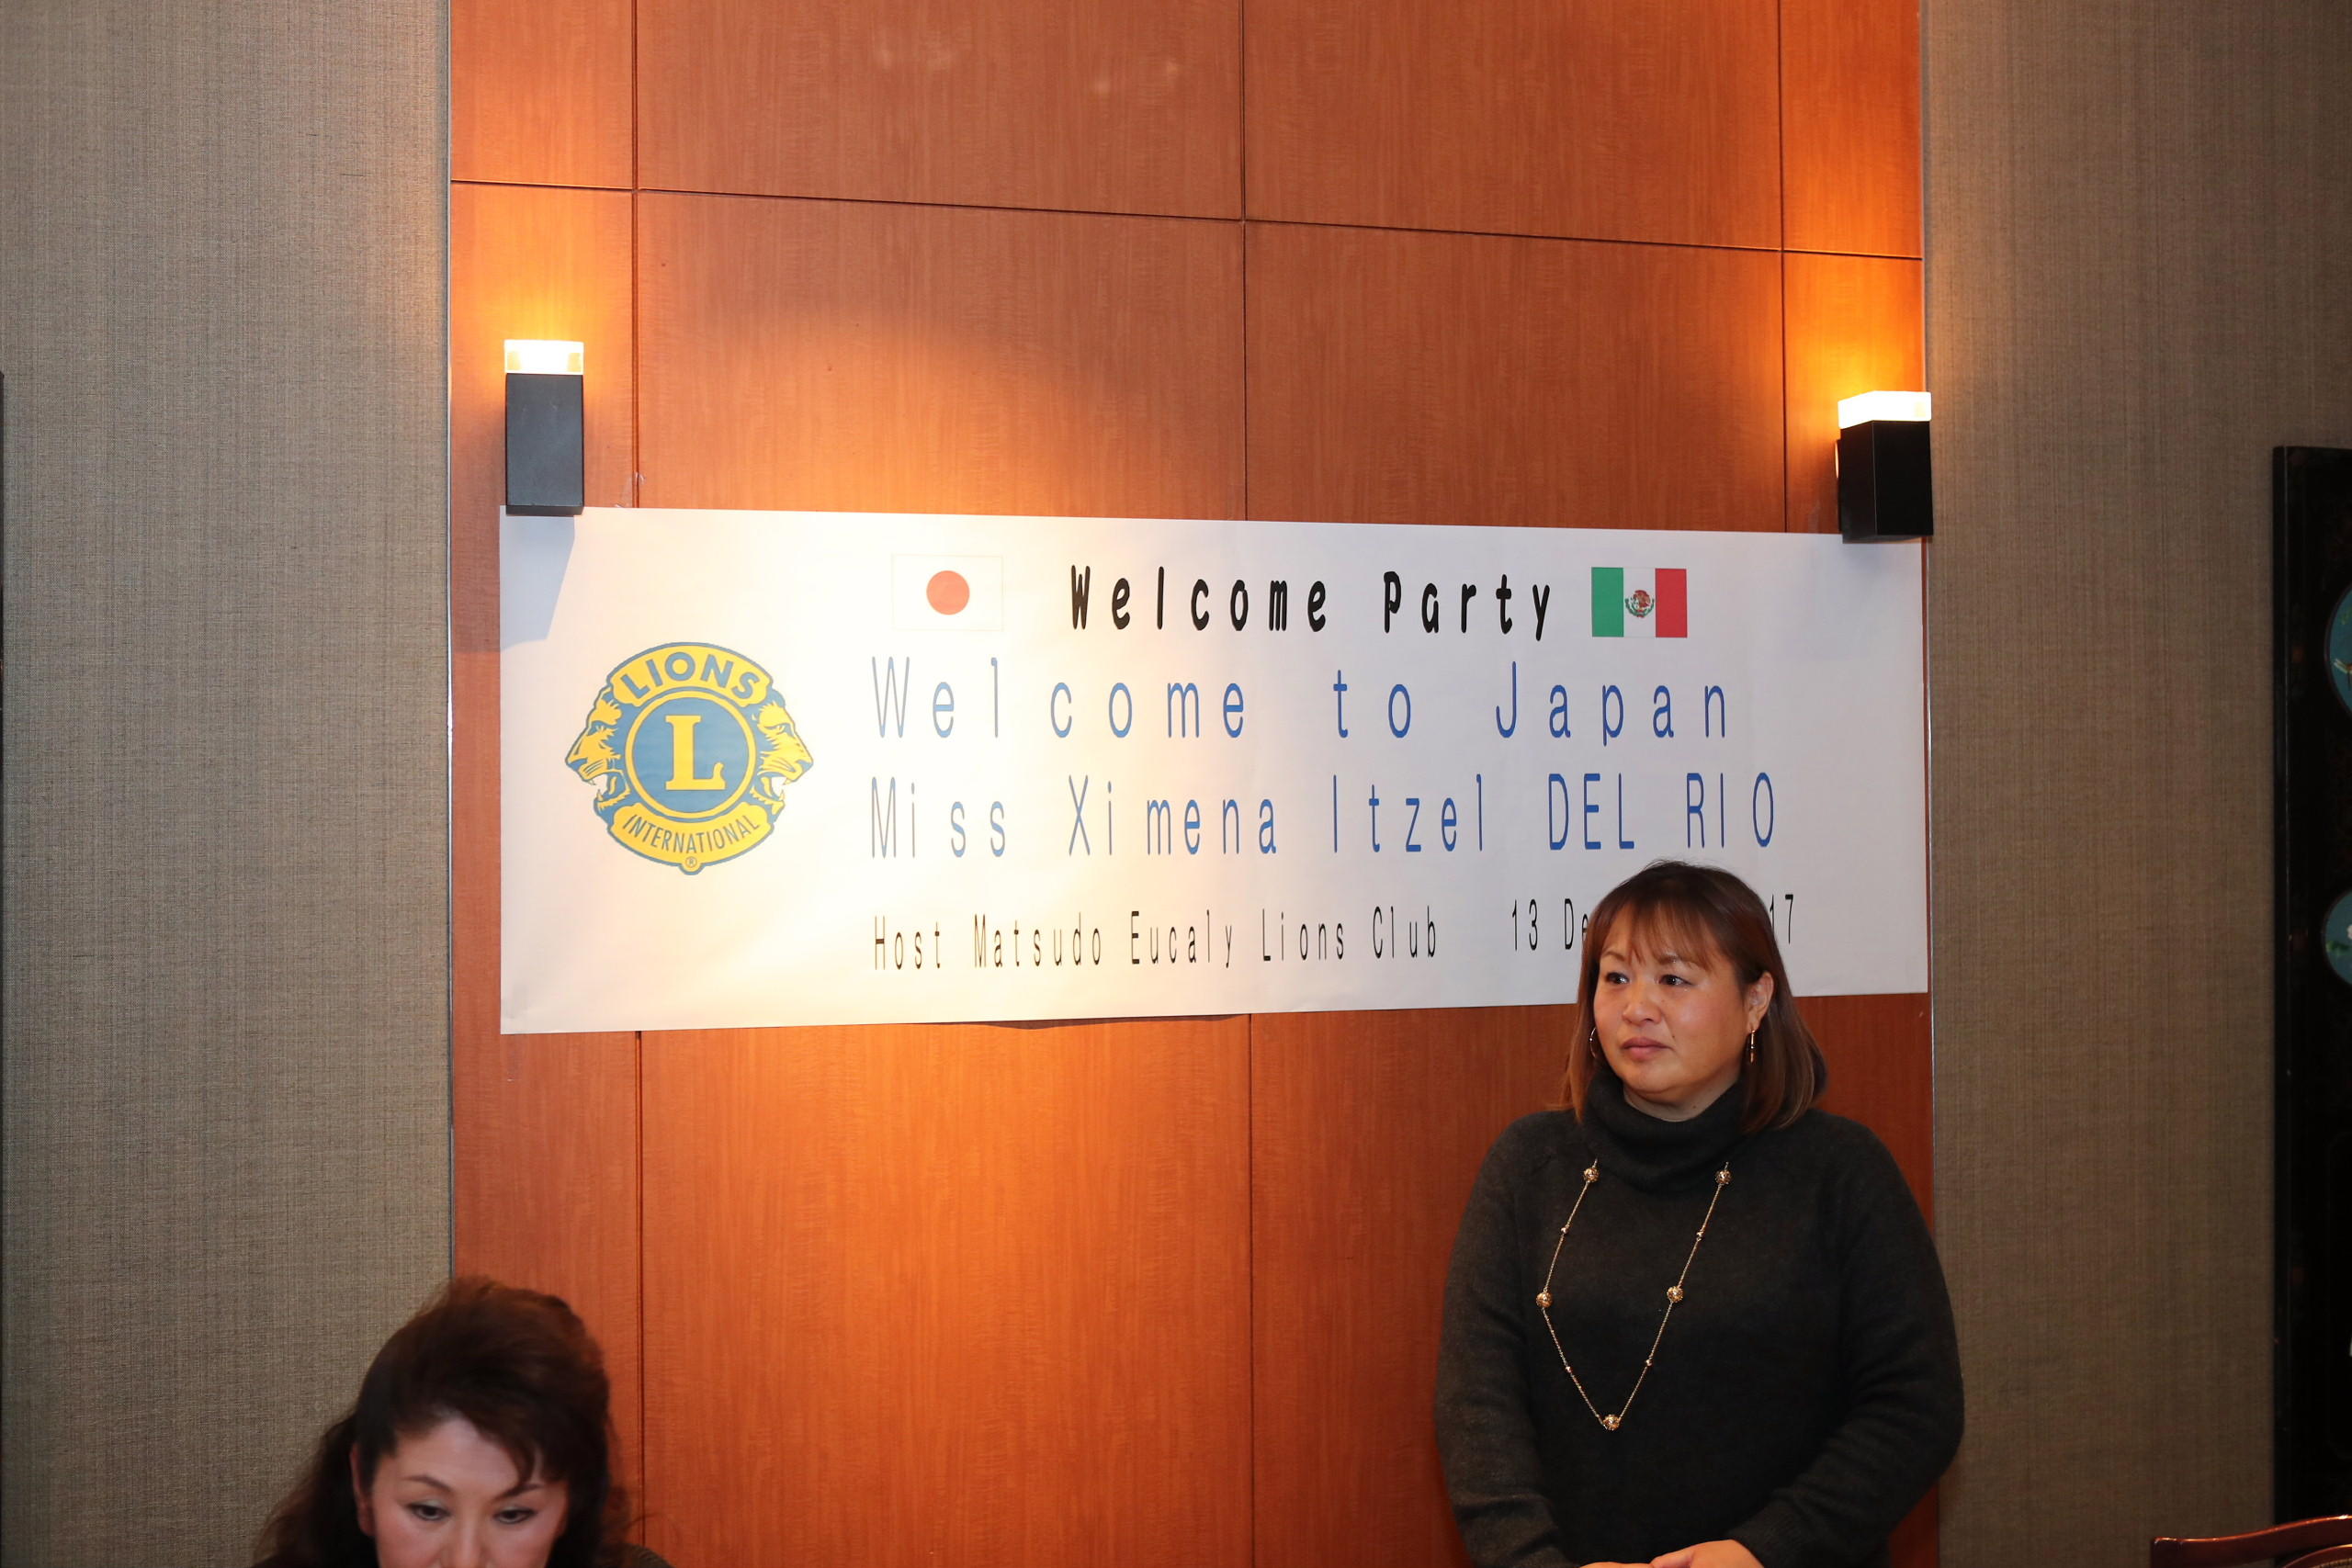 Welcome Party
Welcome to Japan
LIONS
L
INTERNATIONAL
®
Miss Ximena Itzel DEL RIO
Host Matsudo Eucaly Lions Club 13